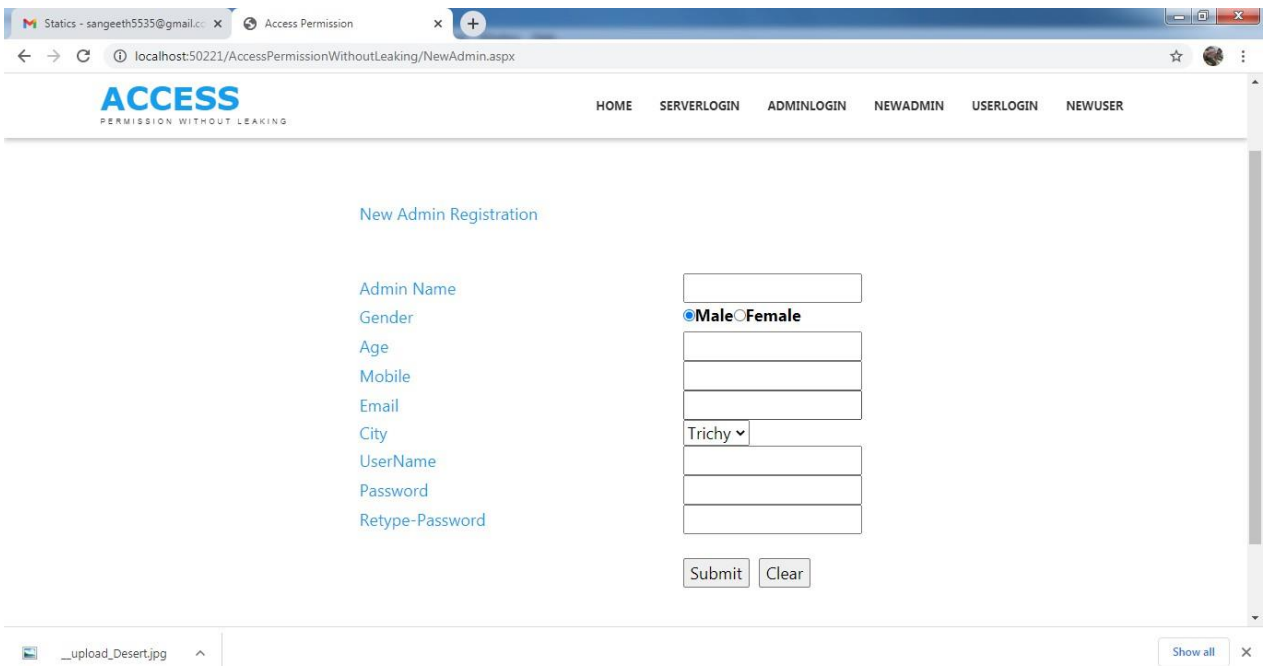 Statics - sangeeth5535@gmail.cc
Access Permission
localhost:50221/AccessPermissionWithoutLeaking/NewAdmin.aspx
ACCESS
PERMISSION WITHOUT LEAKING
HOME SERVERLOGIN ADMINLOGIN NEWADMIN USERLOGIN NEWUSER
New Admin Registration
Admin Name
Gender Male Female
Age
Mobile
Email
City Trichy
UserName
Password
Retype-Password
Submit Clear
__upload_Desert.jpg
Show all